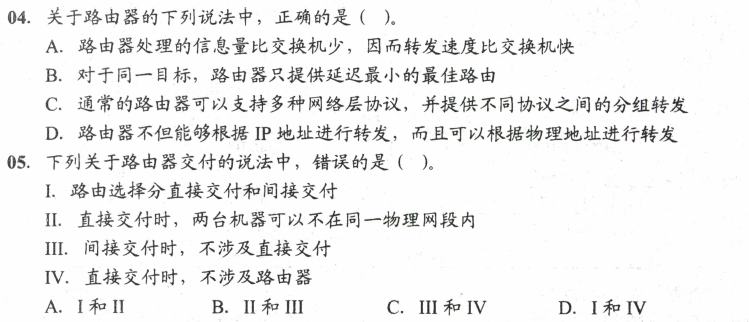 04. 关于路由器的下列说法中，正确的是（ ）。
A. 路由器处理的信息量比交换机少，因而转发速度比交换机快
B. 对于同一目标，路由器只提供延迟最小的最佳路由
C. 通常的路由器可以支持多种网络层协议，并提供不同协议之间的分组转发
D. 路由器不但能够根据 IP 地址进行转发，而且可以根据物理地址进行转发
05. 下列关于路由器交付的说法中，错误的是（ ）。
I. 路由选择分直接交付和间接交付
II. 直接交付时，两台机器可以不在同一物理网段内
III. 间接交付时，不涉及直接交付
IV. 直接交付时，不涉及路由器
A. I 和 II B. II 和 III C. III 和 IV D. I 和 IV